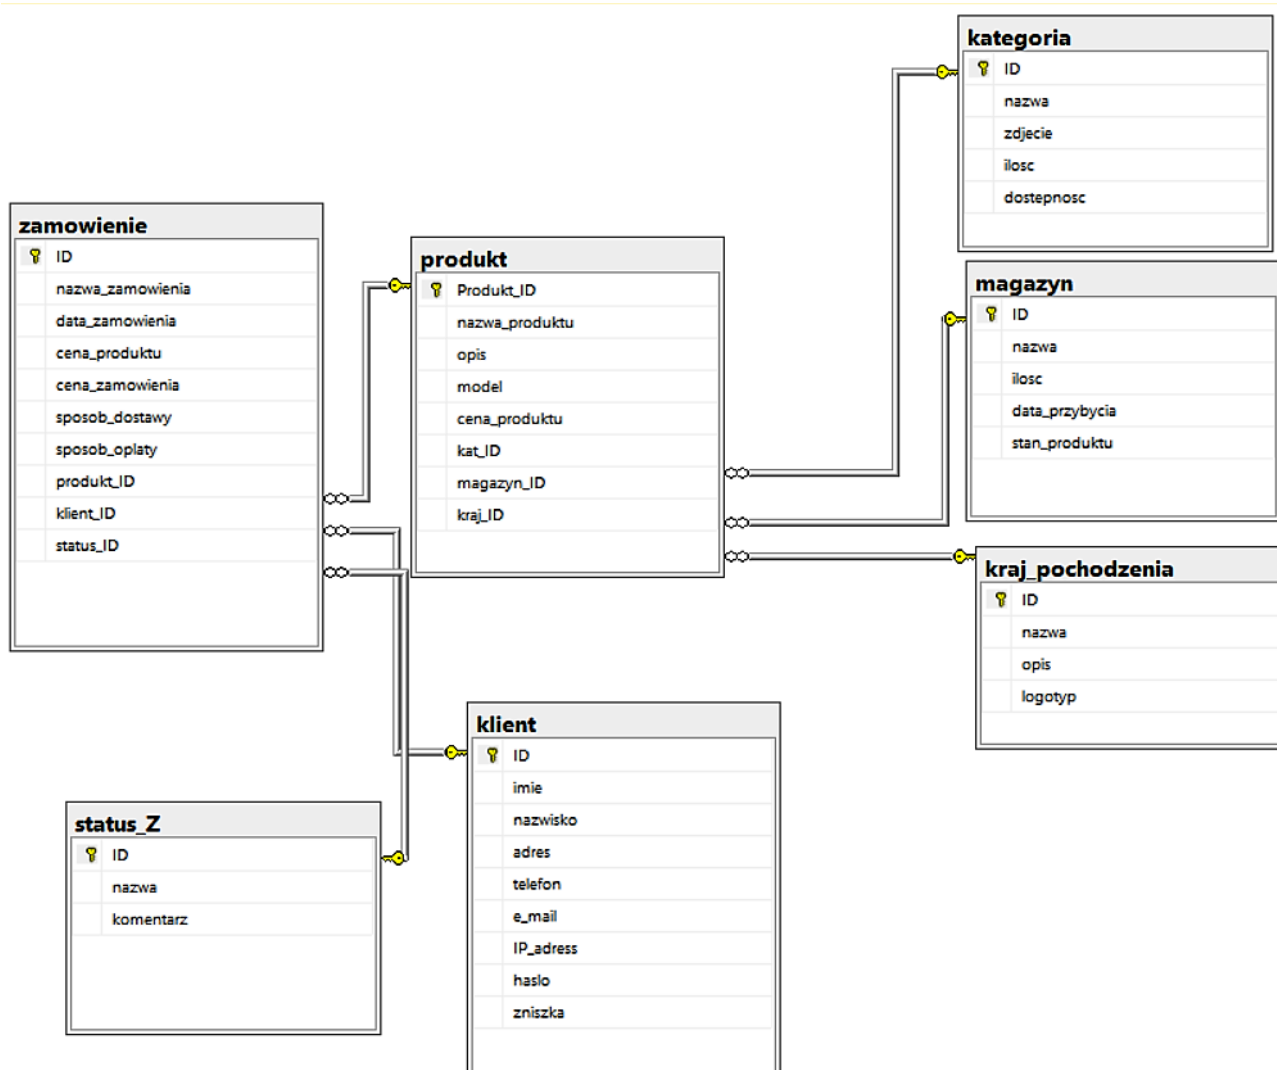 kategoria
ID
nazwa
zdjecie
ilosc
dostepnosc
zamowienie
ID
nazwa_zamowienia
data_zamowienia
cena_produktu
cena_zamowienia
sposob_dostawy
sposob_oplaty
produkt_ID
klient_ID
status_ID
produkt
Produkt_ID
nazwa_produktu
opis
model
cena_produktu
kat_ID
magazyn_ID
kraj_ID
magazyn
ID
nazwa
ilosc
data_przybycia
stan_produktu
kraj_pochodzenia
ID
nazwa
opis
logotyp
klient
ID
imie
nazwisko
adres
telefon
e_mail
IP_adress
haslo
zniszka
status_Z
ID
nazwa
komentarz